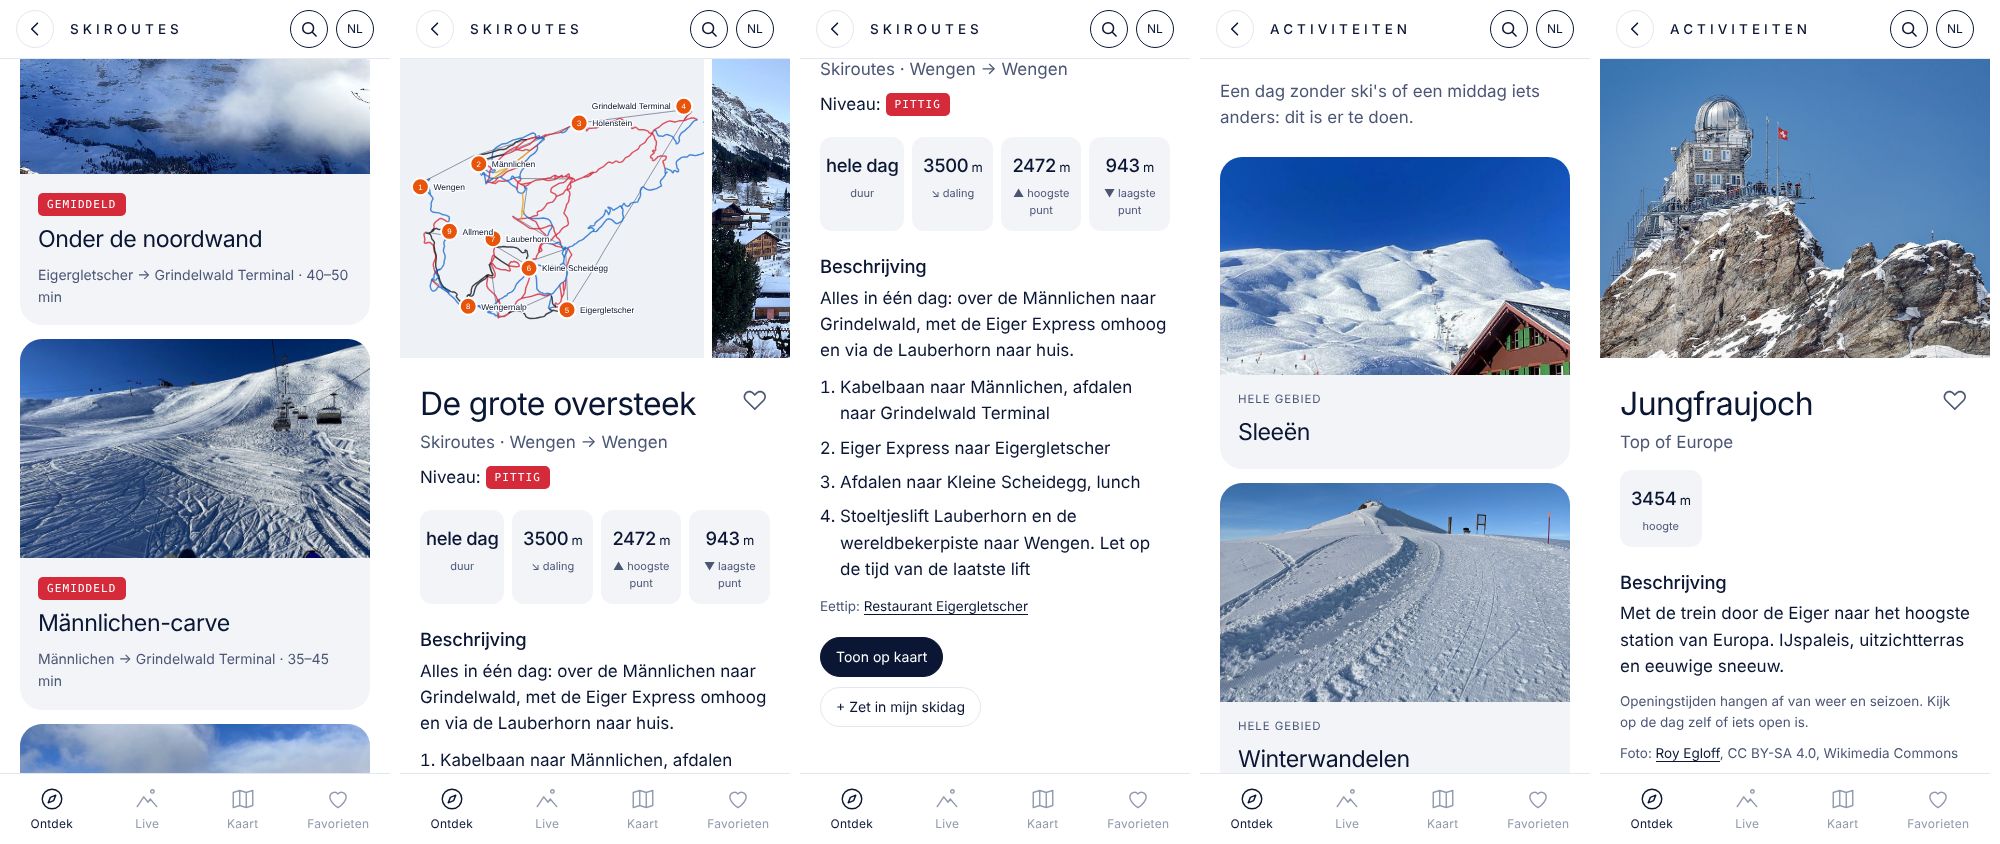 SKIROUTES
NL
GEMIDDELD
Onder de noordwand
Eigergletscher → Grindelwald Terminal · 40–50
min
GEMIDDELD
Männlichen-carve
Männlichen → Grindelwald Terminal · 35–45
min
Ontdek
Live
Kaart
Favorieten
SKIROUTES
NL
Grindelwald Terminal
4
3
Holenstein
2
Männlichen
1
Wengen
9
Allmend
7
Lauberhorn
6
Kleine Scheidegg
8
Wengernalp
5
Eigergletscher
De grote oversteek
Skiroutes · Wengen → Wengen
Niveau: PITTIG
hele dag
duur
3500 m
↘ daling
2472 m
▲ hoogste
punt
943 m
▼ laagste
punt
Beschrijving
Alles in één dag: over de Männlichen naar
Grindelwald, met de Eiger Express omhoog
en via de Lauberhorn naar huis.
1. Kabelbaan naar Männlichen, afdalen
Ontdek
Live
Kaart
Favorieten
SKIROUTES
NL
Skiroutes · Wengen → Wengen
Niveau: PITTIG
hele dag
duur
3500 m
↘ daling
2472 m
▲ hoogste
punt
943 m
▼ laagste
punt
Beschrijving
Alles in één dag: over de Männlichen naar
Grindelwald, met de Eiger Express omhoog
en via de Lauberhorn naar huis.
1. Kabelbaan naar Männlichen, afdalen
naar Grindelwald Terminal
2. Eiger Express naar Eigergletscher
3. Afdalen naar Kleine Scheidegg, lunch
4. Stoeltjeslift Lauberhorn en de
wereldbekerpiste naar Wengen. Let op
de tijd van de laatste lift
Eettip: Restaurant Eigergletscher
Toon op kaart
+ Zet in mijn skidag
Ontdek
Live
Kaart
Favorieten
ACTIVITEITEN
NL
Een dag zonder ski's of een middag iets
anders: dit is er te doen.
HELE GEBIED
Sleeën
HELE GEBIED
Winterwandelen
Ontdek
Live
Kaart
Favorieten
ACTIVITEITEN
NL
Jungfraujoch
Top of Europe
3454 m
hoogte
Beschrijving
Met de trein door de Eiger naar het hoogste
station van Europa. IJspaleis, uitzichtterras
en eeuwige sneeuw.
Openingstijden hangen af van weer en seizoen. Kijk
op de dag zelf of iets open is.
Foto: Roy Egloff, CC BY-SA 4.0, Wikimedia Commons
Ontdek
Live
Kaart
Favorieten